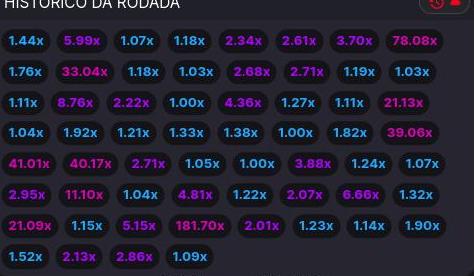 HISTÓRICO DA RODADA
1.44x 5.99x 1.07x 1.18x 2.34x 2.61x 3.70x 78.08x
1.76x 33.04x 1.18x 1.03x 2.68x 2.71x 1.19x 1.03x
1.11x 8.76x 2.22x 1.00x 4.36x 1.27x 1.11x 21.13x
1.04x 1.92x 1.21x 1.33x 1.38x 1.00x 1.82x 39.06x
41.01x 40.17x 2.71x 1.05x 1.00x 3.88x 1.24x 1.07x
2.95x 11.10x 1.04x 4.81x 1.22x 2.07x 6.66x 1.32x
21.09x 1.15x 5.15x 181.70x 2.01x 1.23x 1.14x 1.90x
1.52x 2.13x 2.86x 1.09x